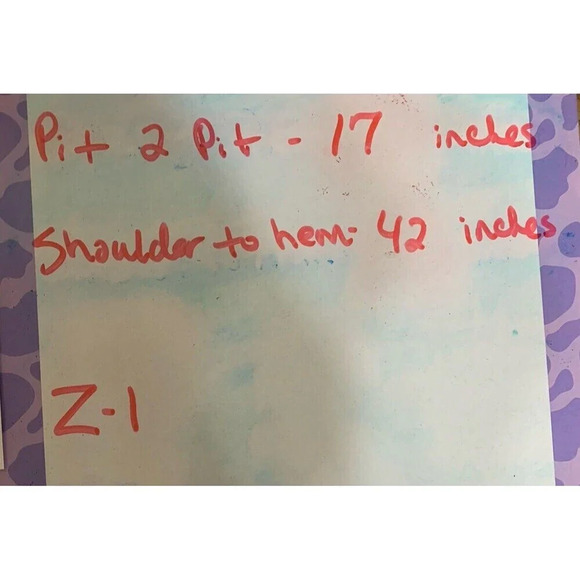 Pit 2 Pit - 17 inches
Shoulder to hem- 42 inches
Z-1